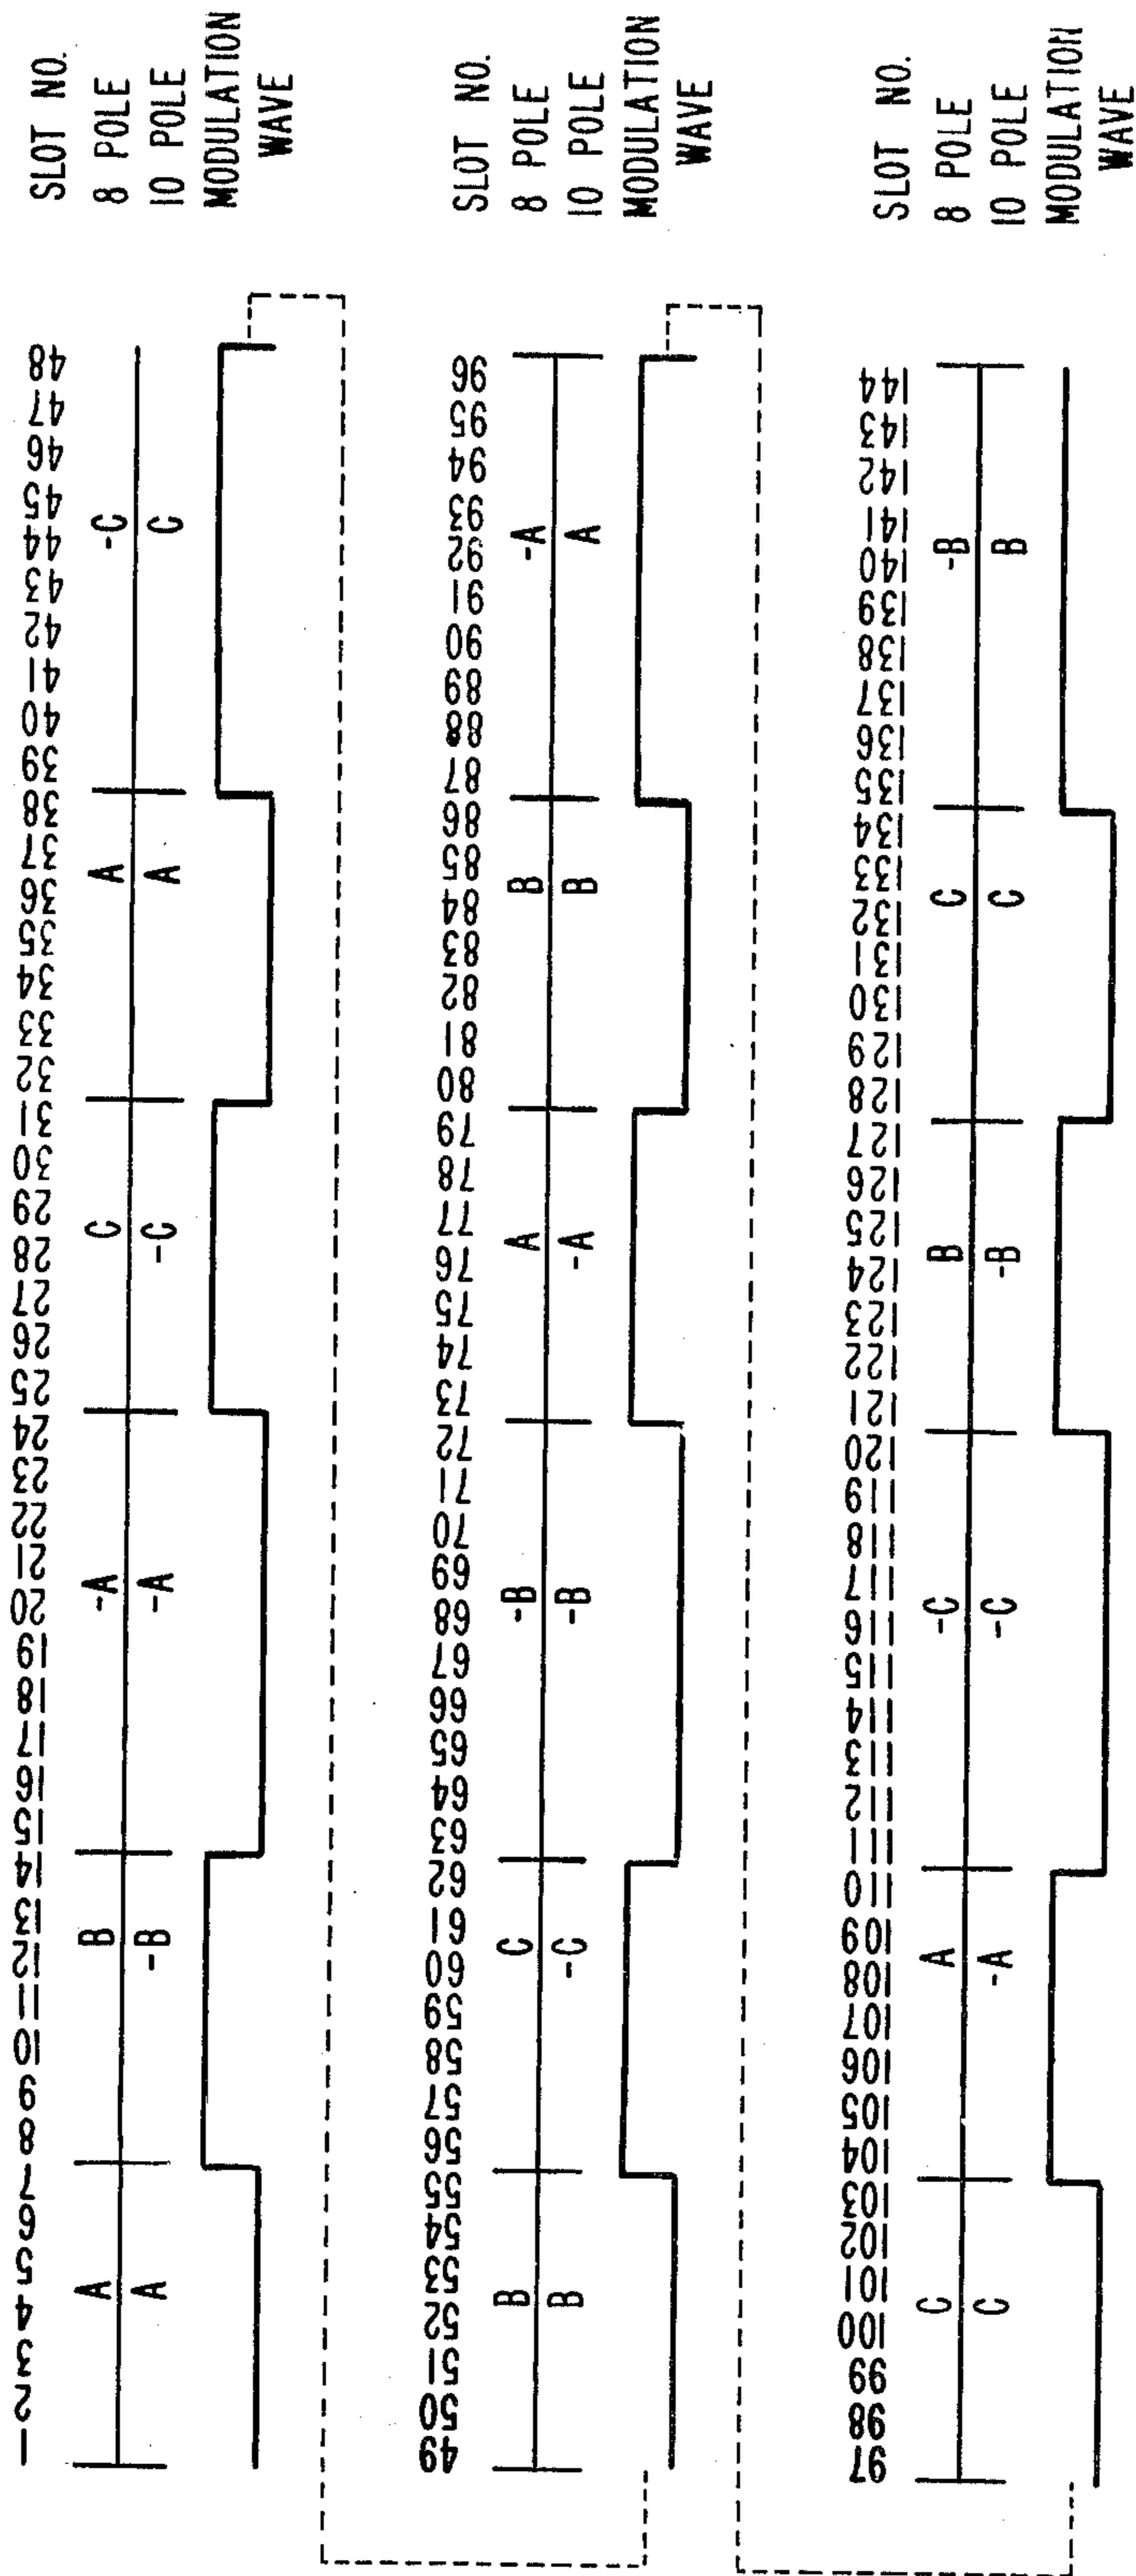 1 2 3 4 5 6 7 8 9 10 11 12 13 14 15 16 17 18 19 20 21 22 23 24 25 26 27 28 29 30 31 32 33 34 35 36 37 38 39 40 41 42 43 44 45 46 47 48 SLOT NO.
A B -A C A -C 8 POLE
A -B -A -C A C 10 POLE
MODULATION
WAVE
49 50 51 52 53 54 55 56 57 58 59 60 61 62 63 64 65 66 67 68 69 70 71 72 73 74 75 76 77 78 79 80 81 82 83 84 85 86 87 88 89 90 91 92 93 94 95 96 SLOT NO.
B C -B A B -A 8 POLE
B -C -B -A B A 10 POLE
MODULATION
WAVE
97 98 99 100 101 102 103 104 105 106 107 108 109 110 111 112 113 114 115 116 117 118 119 120 121 122 123 124 125 126 127 128 129 130 131 132 133 134 135 136 137 138 139 140 141 142 143 144 SLOT NO.
C A -C B C -B 8 POLE
C -A -C -B C B 10 POLE
MODULATION
WAVE